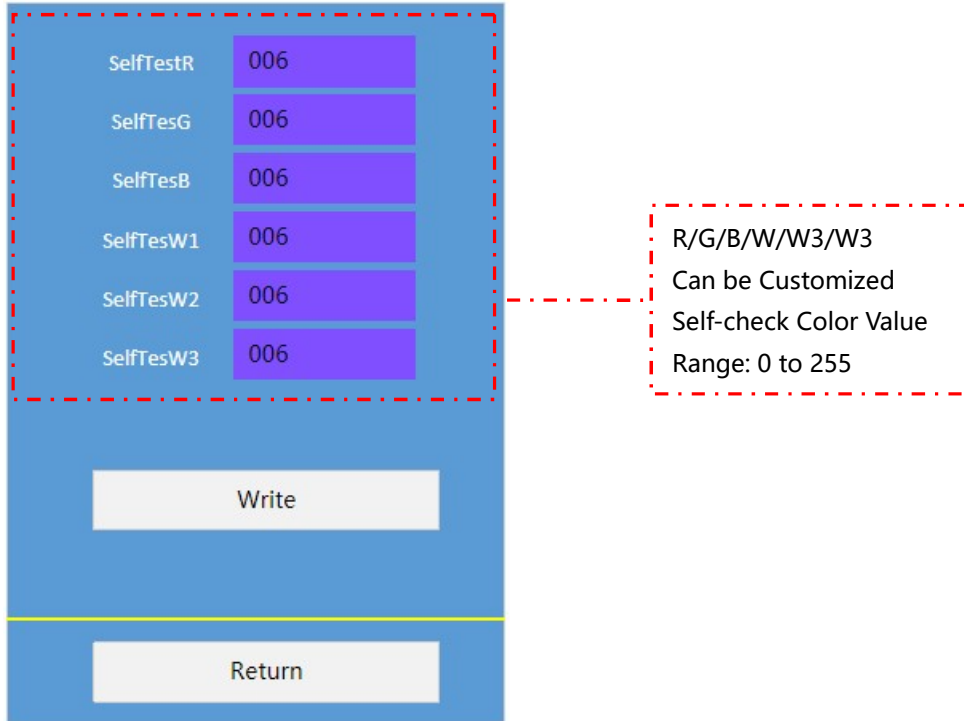 SelfTestR 006
SelfTesG 006
SelfTesB 006
SelfTesW1 006
SelfTesW2 006
SelfTesW3 006
R/G/B/W/W3/W3
Can be Customized
Self-check Color Value
Range: 0 to 255
Write
Return